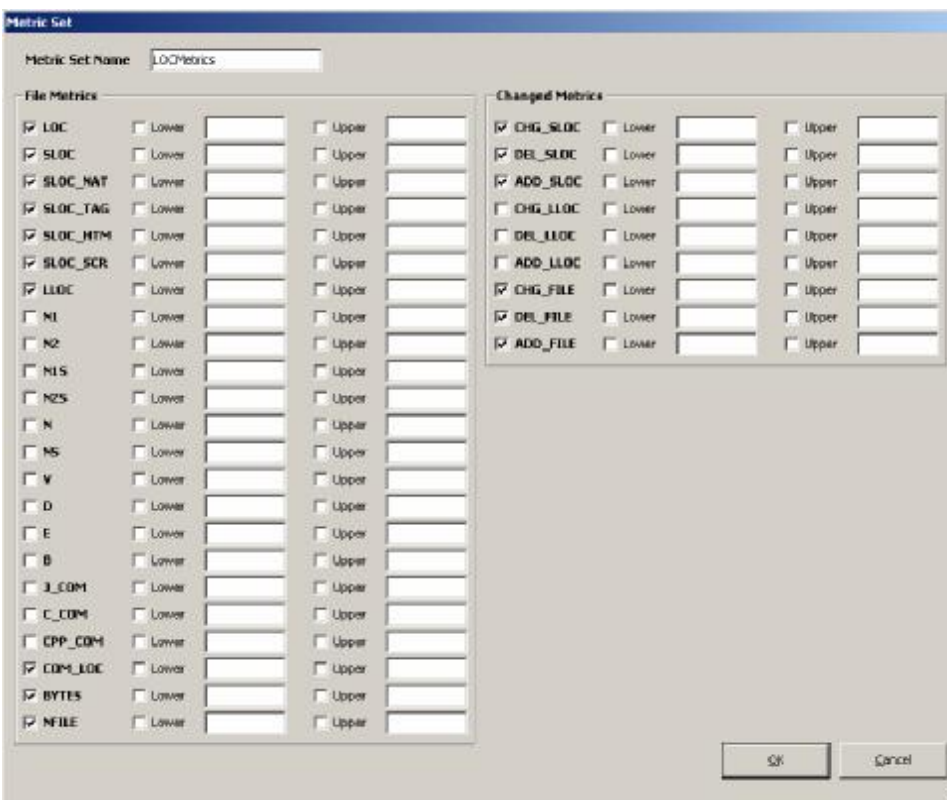 Metric Set
Metric Set Name LOCMetrics
File Metrics
LOC Lower Upper
SLOC Lower Upper
SLOC_NAT Lower Upper
SLOC_TAG Lower Upper
SLOC_HTM Lower Upper
SLOC_SCR Lower Upper
LLOC Lower Upper
N1 Lower Upper
N2 Lower Upper
N1S Lower Upper
N2S Lower Upper
N Lower Upper
NS Lower Upper
V Lower Upper
D Lower Upper
E Lower Upper
B Lower Upper
J_COM Lower Upper
C_COM Lower Upper
CPP_COM Lower Upper
COM_LOC Lower Upper
BYTES Lower Upper
NFILE Lower Upper
Changed Metrics
CHG_SLOC Lower Upper
DEL_SLOC Lower Upper
ADD_SLOC Lower Upper
CHG_LLOC Lower Upper
DEL_LLOC Lower Upper
ADD_LLOC Lower Upper
CHG_FILE Lower Upper
DEL_FILE Lower Upper
ADD_FILE Lower Upper
OK Cancel